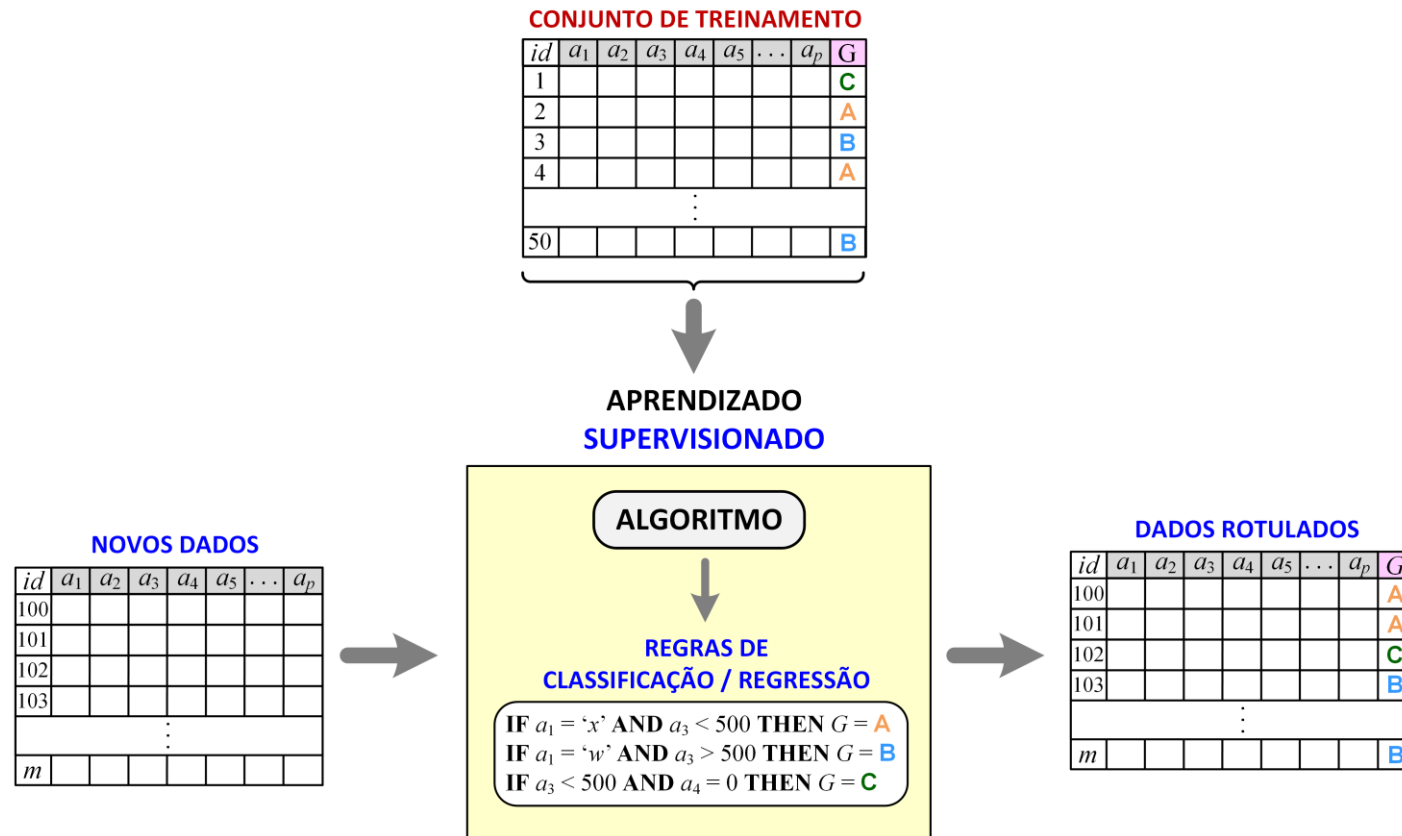 CONJUNTO DE TREINAMENTO
id a1 a2 a3 a4 a5 ... ap G
1 C
2 A
3 B
4 A
⋮
50 B
APRENDIZADO
SUPERVISIONADO
ALGORITMO
REGRAS DE
CLASSIFICAÇÃO / REGRESSÃO
IF a1 = ‘x’ AND a3 < 500 THEN G = A
IF a1 = ‘w’ AND a3 > 500 THEN G = B
IF a3 < 500 AND a4 = 0 THEN G = C
NOVOS DADOS
id a1 a2 a3 a4 a5 ... ap
100
101
102
103
⋮
m
DADOS ROTULADOS
id a1 a2 a3 a4 a5 ... ap G
100 A
101 A
102 C
103 B
⋮
m B